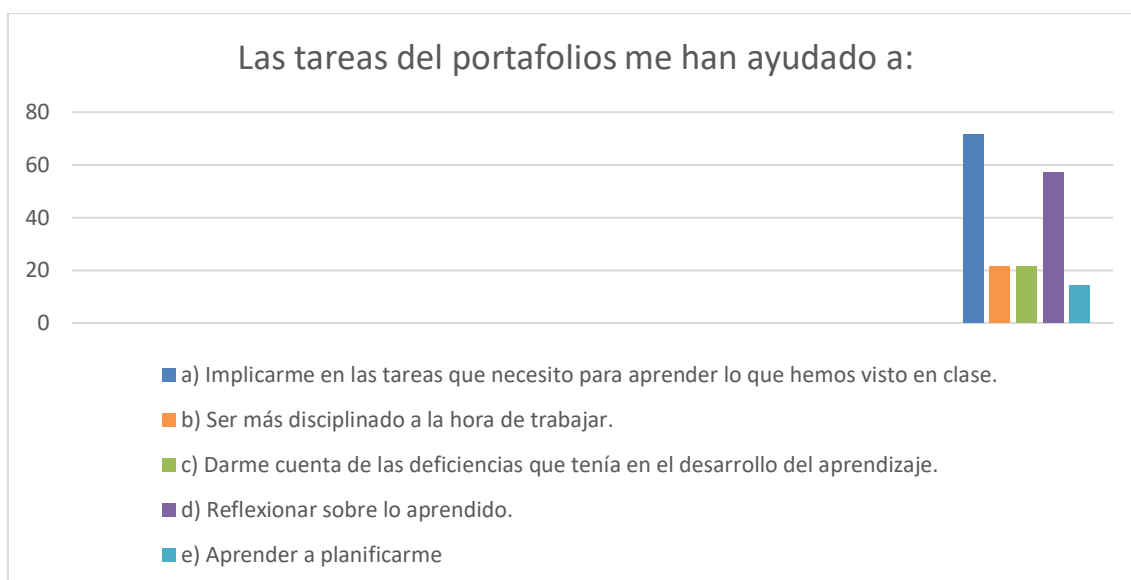 Las tareas del portafolios me han ayudado a:
80
60
40
20
0
a) Implicarme en las tareas que necesito para aprender lo que hemos visto en clase.
b) Ser más disciplinado a la hora de trabajar.
c) Darme cuenta de las deficiencias que tenía en el desarrollo del aprendizaje.
d) Reflexionar sobre lo aprendido.
e) Aprender a planificarme